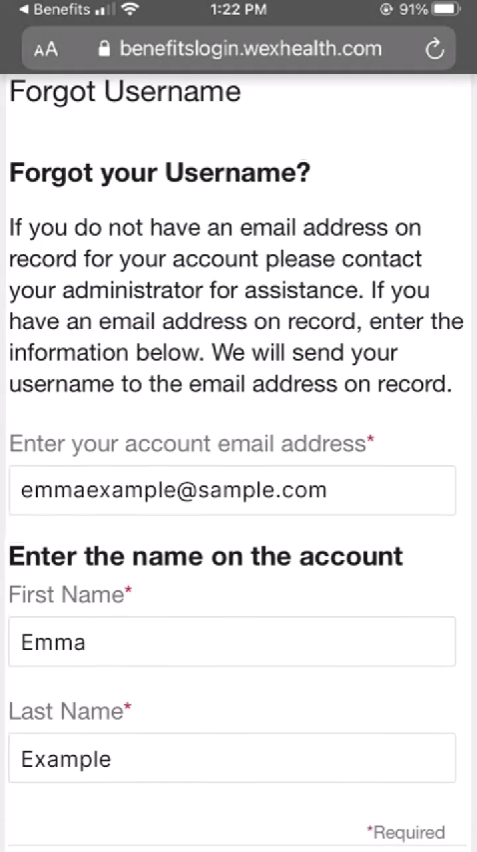 Benefits 1:22 PM 91%
AA benefitslogin.wexhealth.com
Forgot Username
Forgot your Username?
If you do not have an email address on
record for your account please contact
your administrator for assistance. If you
have an email address on record, enter the
information below. We will send your
username to the email address on record.
Enter your account email address*
emmaexample@sample.com
Enter the name on the account
First Name*
Emma
Last Name*
Example
*Required